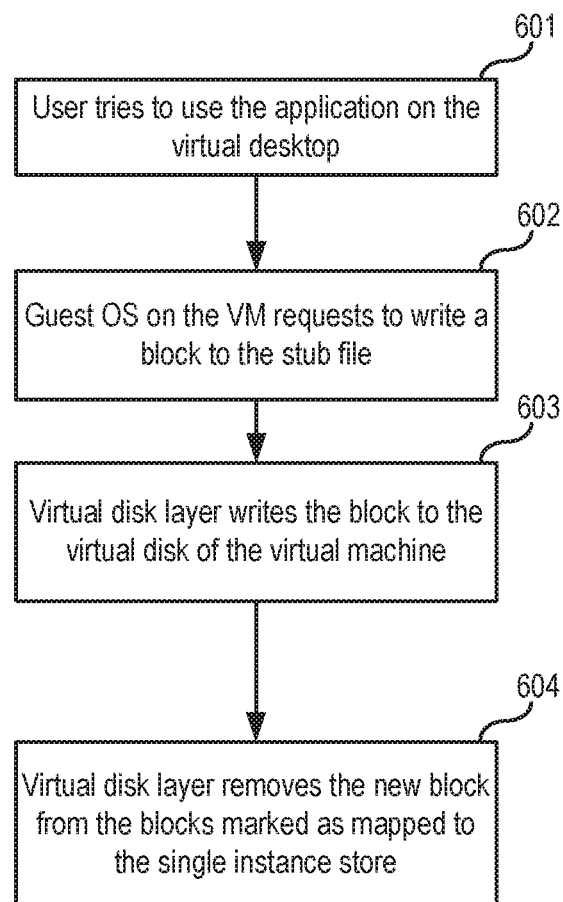 601
User tries to use the application on the
virtual desktop
602
Guest OS on the VM requests to write a
block to the stub file
603
Virtual disk layer writes the block to the
virtual disk of the virtual machine
604
Virtual disk layer removes the new block
from the blocks marked as mapped to
the single instance store